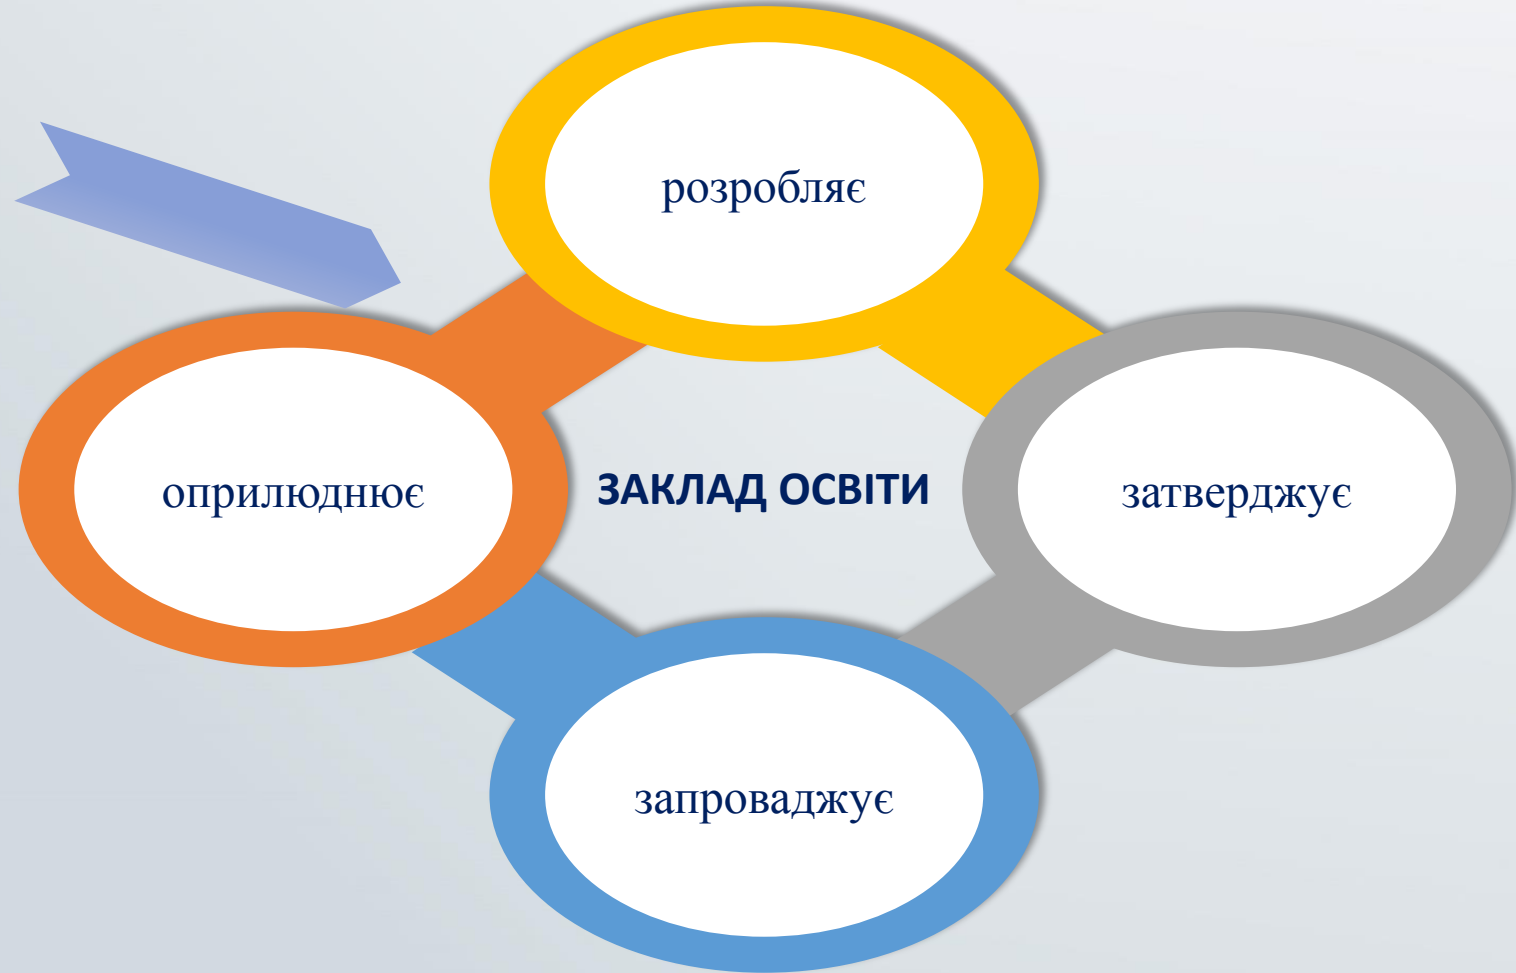 розробляє
оприлюднює
ЗАКЛАД ОСВІТИ
затверджує
запроваджує